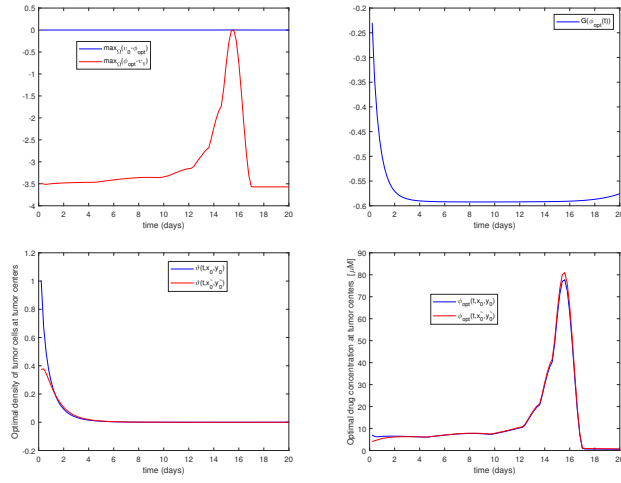 0.5
0
-0.5
-1
-1.5
-2
-2.5
-3
-3.5
-4
0 2 4 6 8 10 12 14 16 18 20
time (days)
max_Ω(υ_0-ϕ_opt)
max_Ω(ϕ_opt-υ_1)
-0.2
-0.25
-0.3
-0.35
-0.4
-0.45
-0.5
-0.55
-0.6
0 2 4 6 8 10 12 14 16 18 20
time (days)
G(ϕ_opt(t))
Optimal density of tumor cells at tumor centers
1.2
1
0.8
0.6
0.4
0.2
0
-0.2
0 2 4 6 8 10 12 14 16 18 20
time (days)
ϑ(t,x_0,y_0)
ϑ(t,x_0^~,y_0^~)
Optimal drug concentration at tumor centers [μM]
90
80
70
60
50
40
30
20
10
0
0 2 4 6 8 10 12 14 16 18 20
time (days)
ϕ_opt(t,x_0,y_0)
ϕ_opt(t,x_0^~,y_0^~)